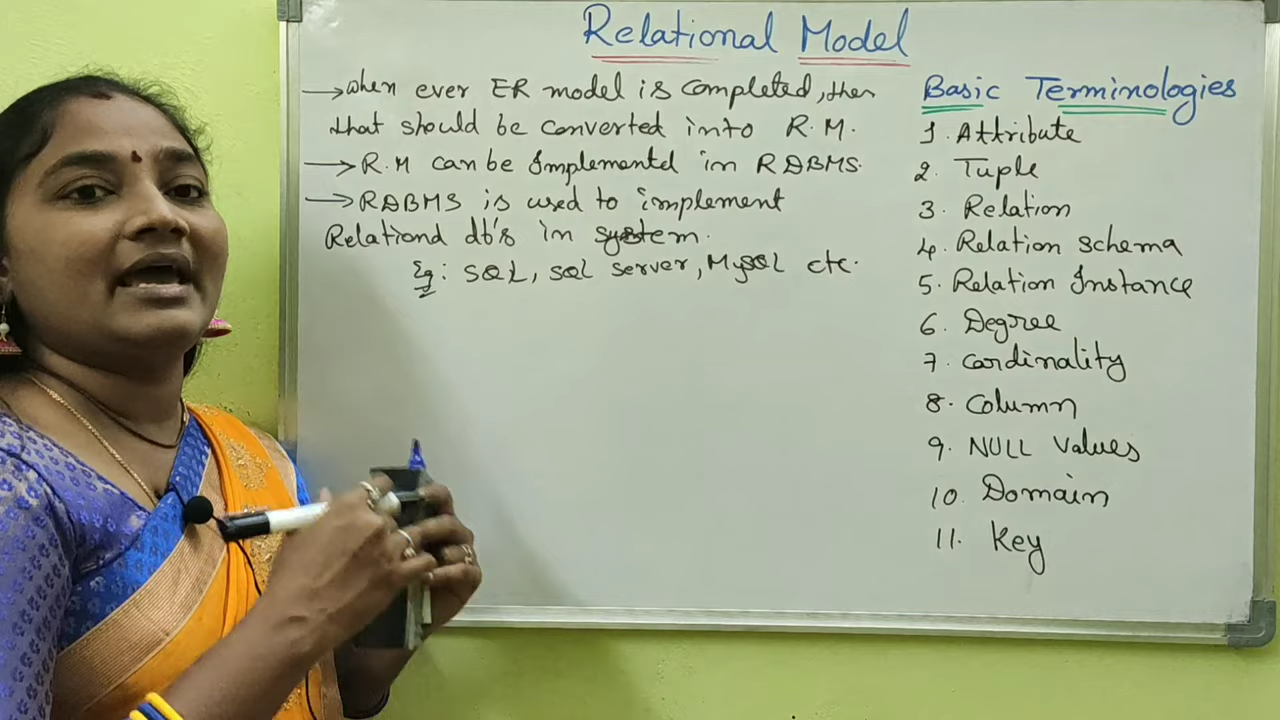 Relational Model
→ when ever ER model is completed, then
that should be converted into R.M.
→ R.M can be Implementd in RDBMS.
→ RDBMS is used to implement
Relationd db's in system.
Eg: SQL, SQL server, MySQL etc.
Basic Terminologies
1. Attribute
2. Tuple
3. Relation
4. Relation Schema
5. Relation Instance
6. Degree
7. Cardinality
8. Column
9. NULL Values
10. Domain
11. Key